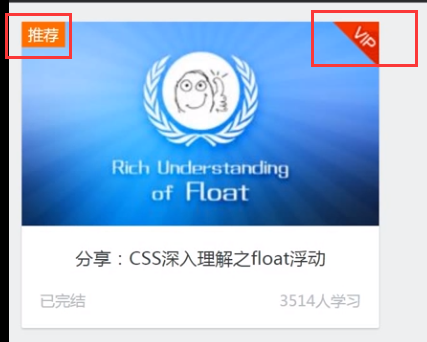 推荐
VIP
Rich Understanding
of Float
分享：CSS深入理解之float浮动
已完结
3514人学习